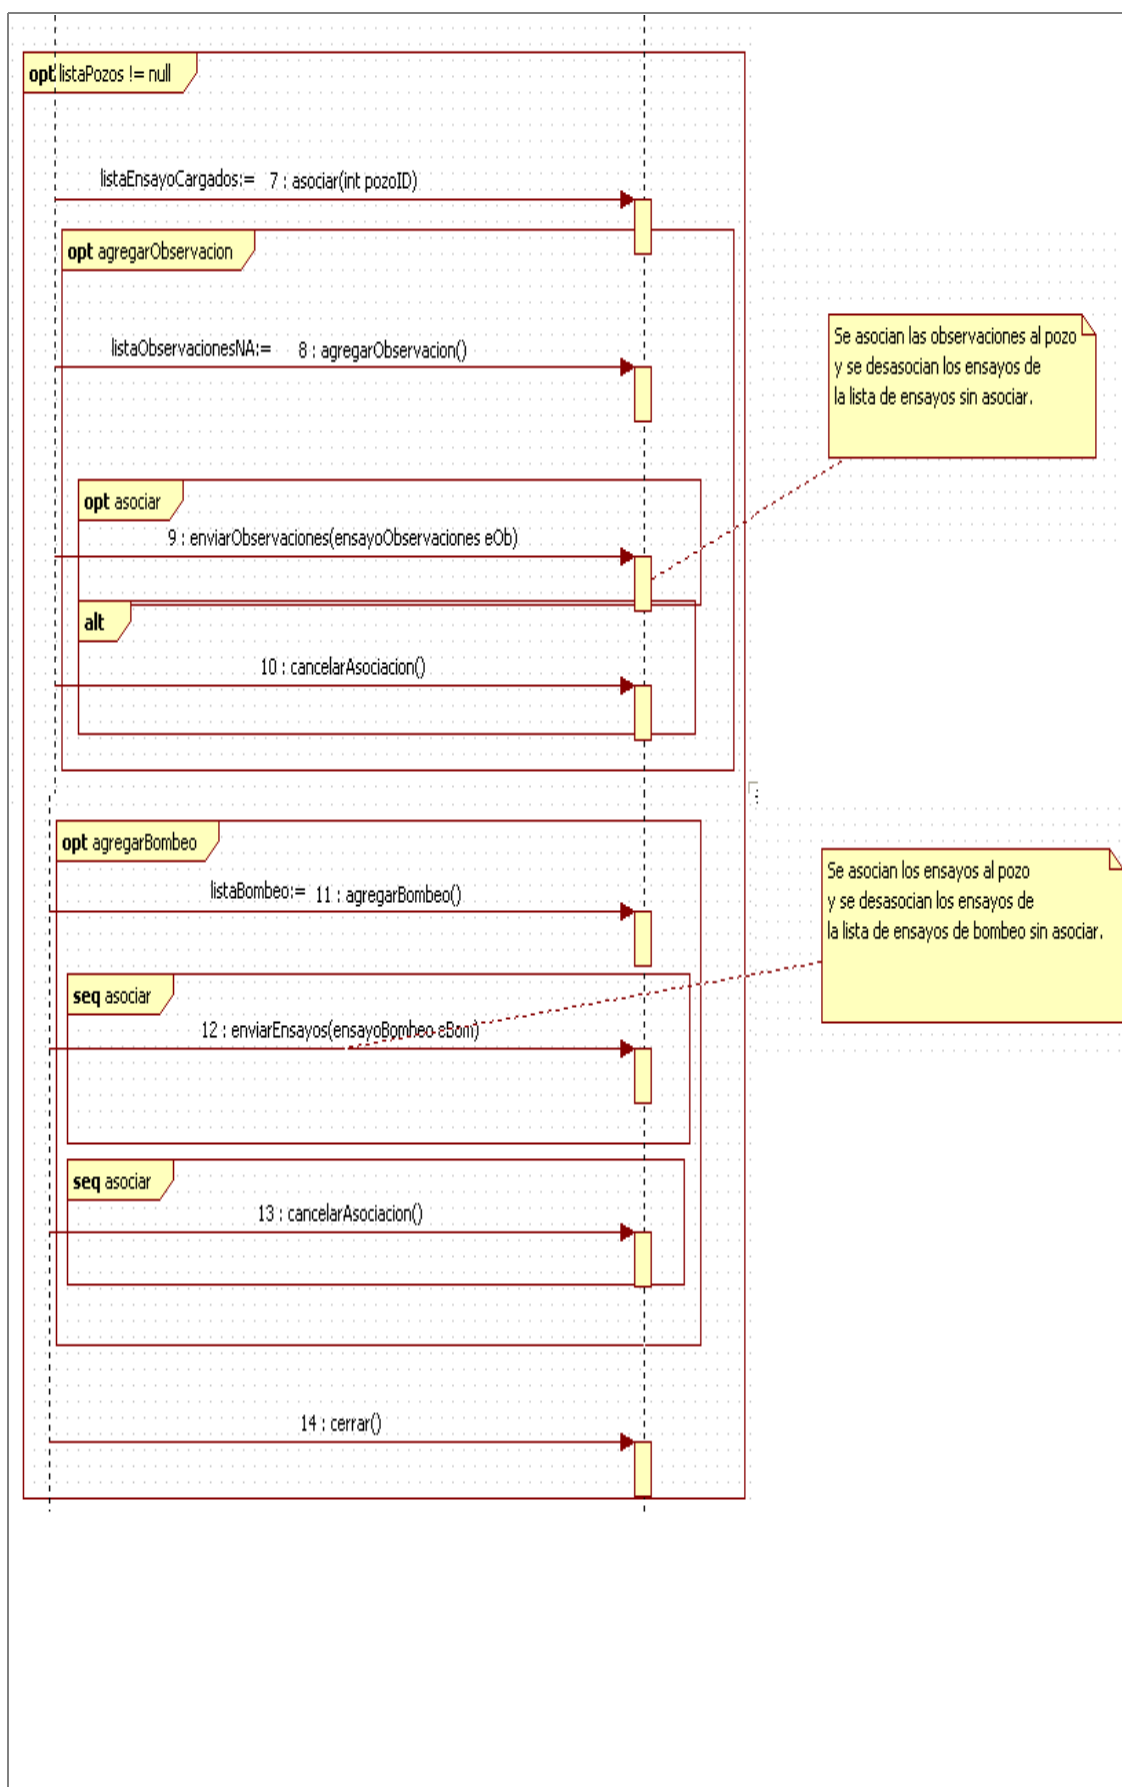 opt listaPozos != null
listaEnsayoCargados:= 7 : asociar(int pozoID)
opt agregarObservacion
listaObservacionesNA:= 8 : agregarObservacion()
Se asocian las observaciones al pozo
y se desasocian los ensayos de
la lista de ensayos sin asociar.
opt asociar
9 : enviarObservaciones(ensayoObservaciones eOb)
alt
10 : cancelarAsociacion()
opt agregarBombeo
listaBombeo:= 11 : agregarBombeo()
Se asocian los ensayos al pozo
y se desasocian los ensayos de
la lista de ensayos de bombeo sin asociar.
seq asociar
12 : enviarEnsayos(ensayoBombeo eBom)
seq asociar
13 : cancelarAsociacion()
14 : cerrar()